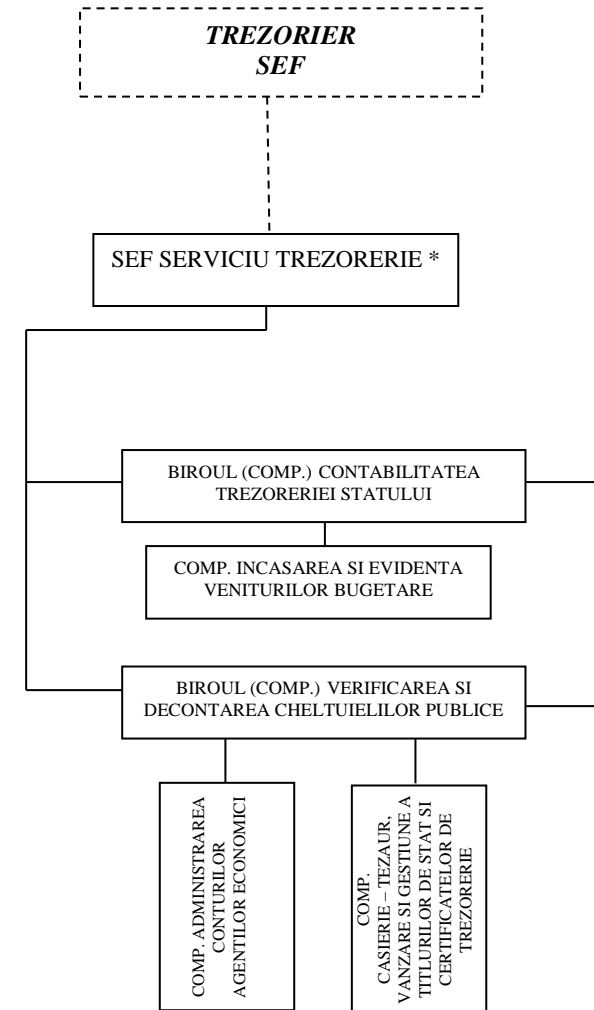 TREZORIER
SEF
SEF SERVICIU TREZORERIE *
BIROUL (COMP.) CONTABILITATEA
TREZORERIEI STATULUI
COMP. INCASAREA SI EVIDENTA
VENITURILOR BUGETARE
BIROUL (COMP.) VERIFICAREA SI
DECONTAREA CHELTUIELILOR PUBLICE
COMP. ADMINISTRAREA
CONTURILOR
AGENTILOR ECONOMICI
COMP.
CASIERIE – TEZAUR,
VANZARE SI GESTIUNE A
TITLURILOR DE STAT SI
CERTIFICATELOR DE
TREZORERIE